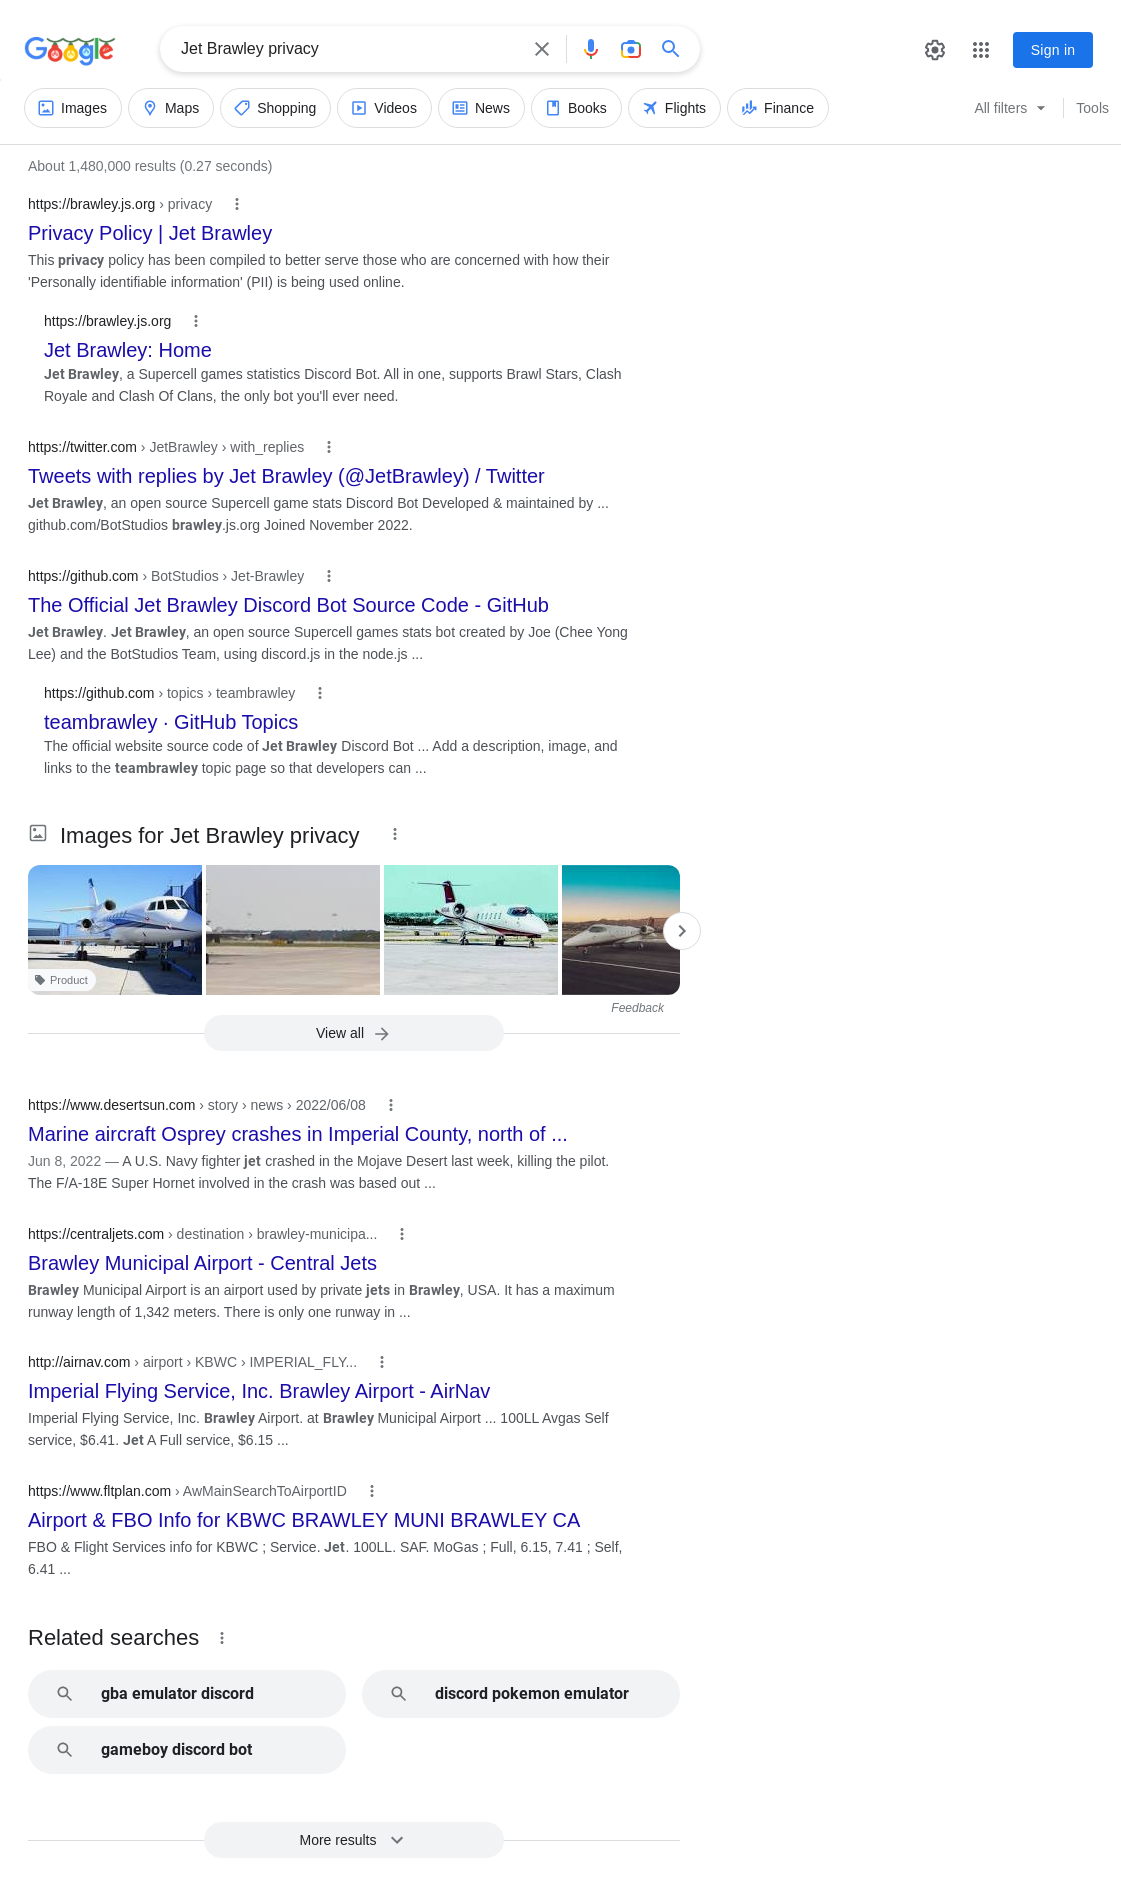 Google
Jet Brawley privacy
Sign in
Images
Maps
Shopping
Videos
News
Books
Flights
Finance
All filters
Tools
About 1,480,000 results (0.27 seconds)
https://brawley.js.org › privacy
Privacy Policy | Jet Brawley
This privacy policy has been compiled to better serve those who are concerned with how their
'Personally identifiable information' (PII) is being used online.
https://brawley.js.org
Jet Brawley: Home
Jet Brawley, a Supercell games statistics Discord Bot. All in one, supports Brawl Stars, Clash
Royale and Clash Of Clans, the only bot you'll ever need.
https://twitter.com › JetBrawley › with_replies
Tweets with replies by Jet Brawley (@JetBrawley) / Twitter
Jet Brawley, an open source Supercell game stats Discord Bot Developed & maintained by ...
github.com/BotStudios brawley.js.org Joined November 2022.
https://github.com › BotStudios › Jet-Brawley
The Official Jet Brawley Discord Bot Source Code - GitHub
Jet Brawley. Jet Brawley, an open source Supercell games stats bot created by Joe (Chee Yong
Lee) and the BotStudios Team, using discord.js in the node.js ...
https://github.com › topics › teambrawley
teambrawley · GitHub Topics
The official website source code of Jet Brawley Discord Bot ... Add a description, image, and
links to the teambrawley topic page so that developers can ...
Images for Jet Brawley privacy
Product
Feedback
View all
https://www.desertsun.com › story › news › 2022/06/08
Marine aircraft Osprey crashes in Imperial County, north of ...
Jun 8, 2022 — A U.S. Navy fighter jet crashed in the Mojave Desert last week, killing the pilot.
The F/A-18E Super Hornet involved in the crash was based out ...
https://centraljets.com › destination › brawley-municipa...
Brawley Municipal Airport - Central Jets
Brawley Municipal Airport is an airport used by private jets in Brawley, USA. It has a maximum
runway length of 1,342 meters. There is only one runway in ...
http://airnav.com › airport › KBWC › IMPERIAL_FLY...
Imperial Flying Service, Inc. Brawley Airport - AirNav
Imperial Flying Service, Inc. Brawley Airport. at Brawley Municipal Airport ... 100LL Avgas Self
service, $6.41. Jet A Full service, $6.15 ...
https://www.fltplan.com › AwMainSearchToAirportID
Airport & FBO Info for KBWC BRAWLEY MUNI BRAWLEY CA
FBO & Flight Services info for KBWC ; Service. Jet. 100LL. SAF. MoGas ; Full, 6.15, 7.41 ; Self,
6.41 ...
Related searches
gba emulator discord
discord pokemon emulator
gameboy discord bot
More results